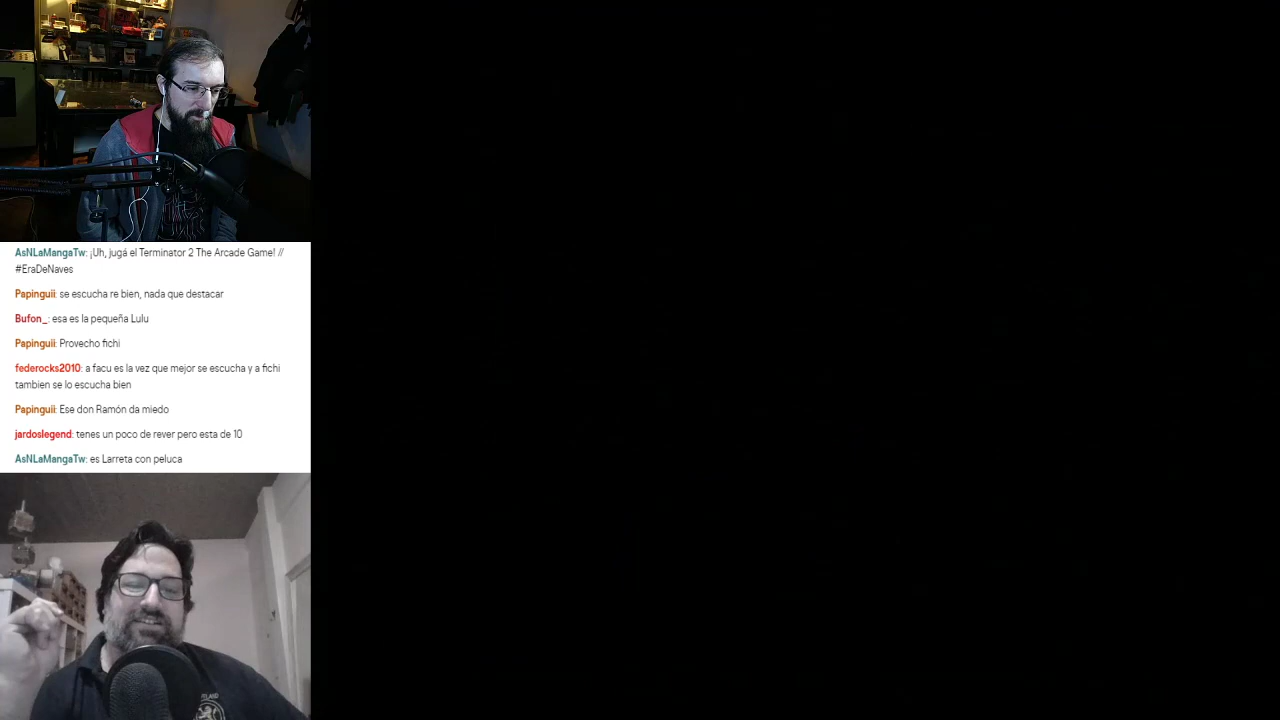 AsNLaMangaTw: ¡Uh, jugá el Terminator 2 The Arcade Game! //
#EraDeNaves
Papinguii: se escucha re bien, nada que destacar
Bufon_: esa es la pequeña Lulu
Papinguii: Provecho fichi
federocks2010: a facu es la vez que mejor se escucha y a fichi
tambien se lo escucha bien
Papinguii: Ese don Ramón da miedo
jardoslegend: tenes un poco de rever pero esta de 10
AsNLaMangaTw: es Larreta con peluca